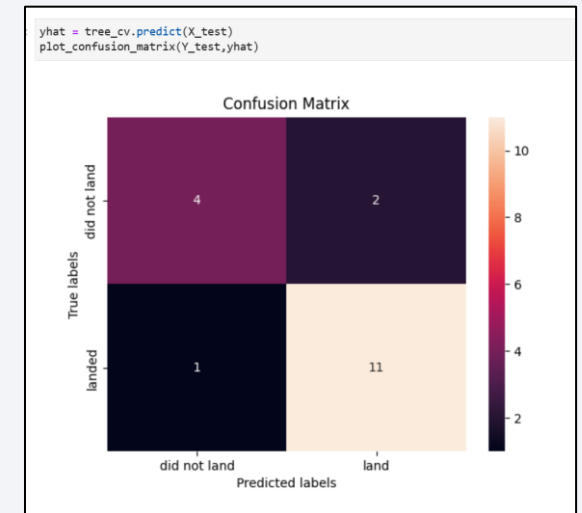 yhat = tree_cv.predict(X_test)
plot_confusion_matrix(Y_test,yhat)
Confusion Matrix
did not land
4
2
10
8
6
4
2
True labels
landed
1
11
did not land
land
Predicted labels